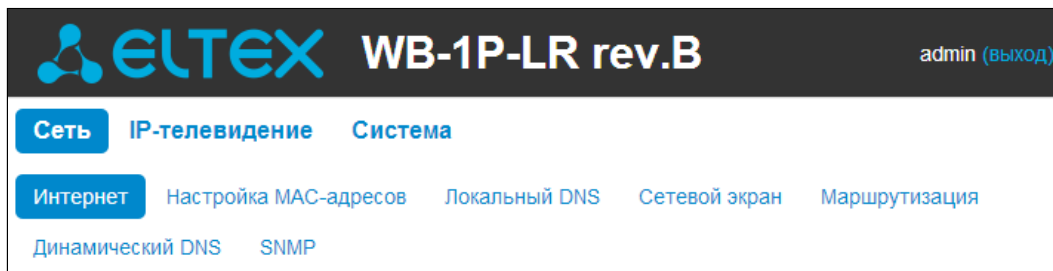 ELTEX WB-1P-LR rev.B admin (выход)
Сеть IP-телевидение Система
Интернет Настройка MAC-адресов Локальный DNS Сетевой экран Маршрутизация
Динамический DNS SNMP